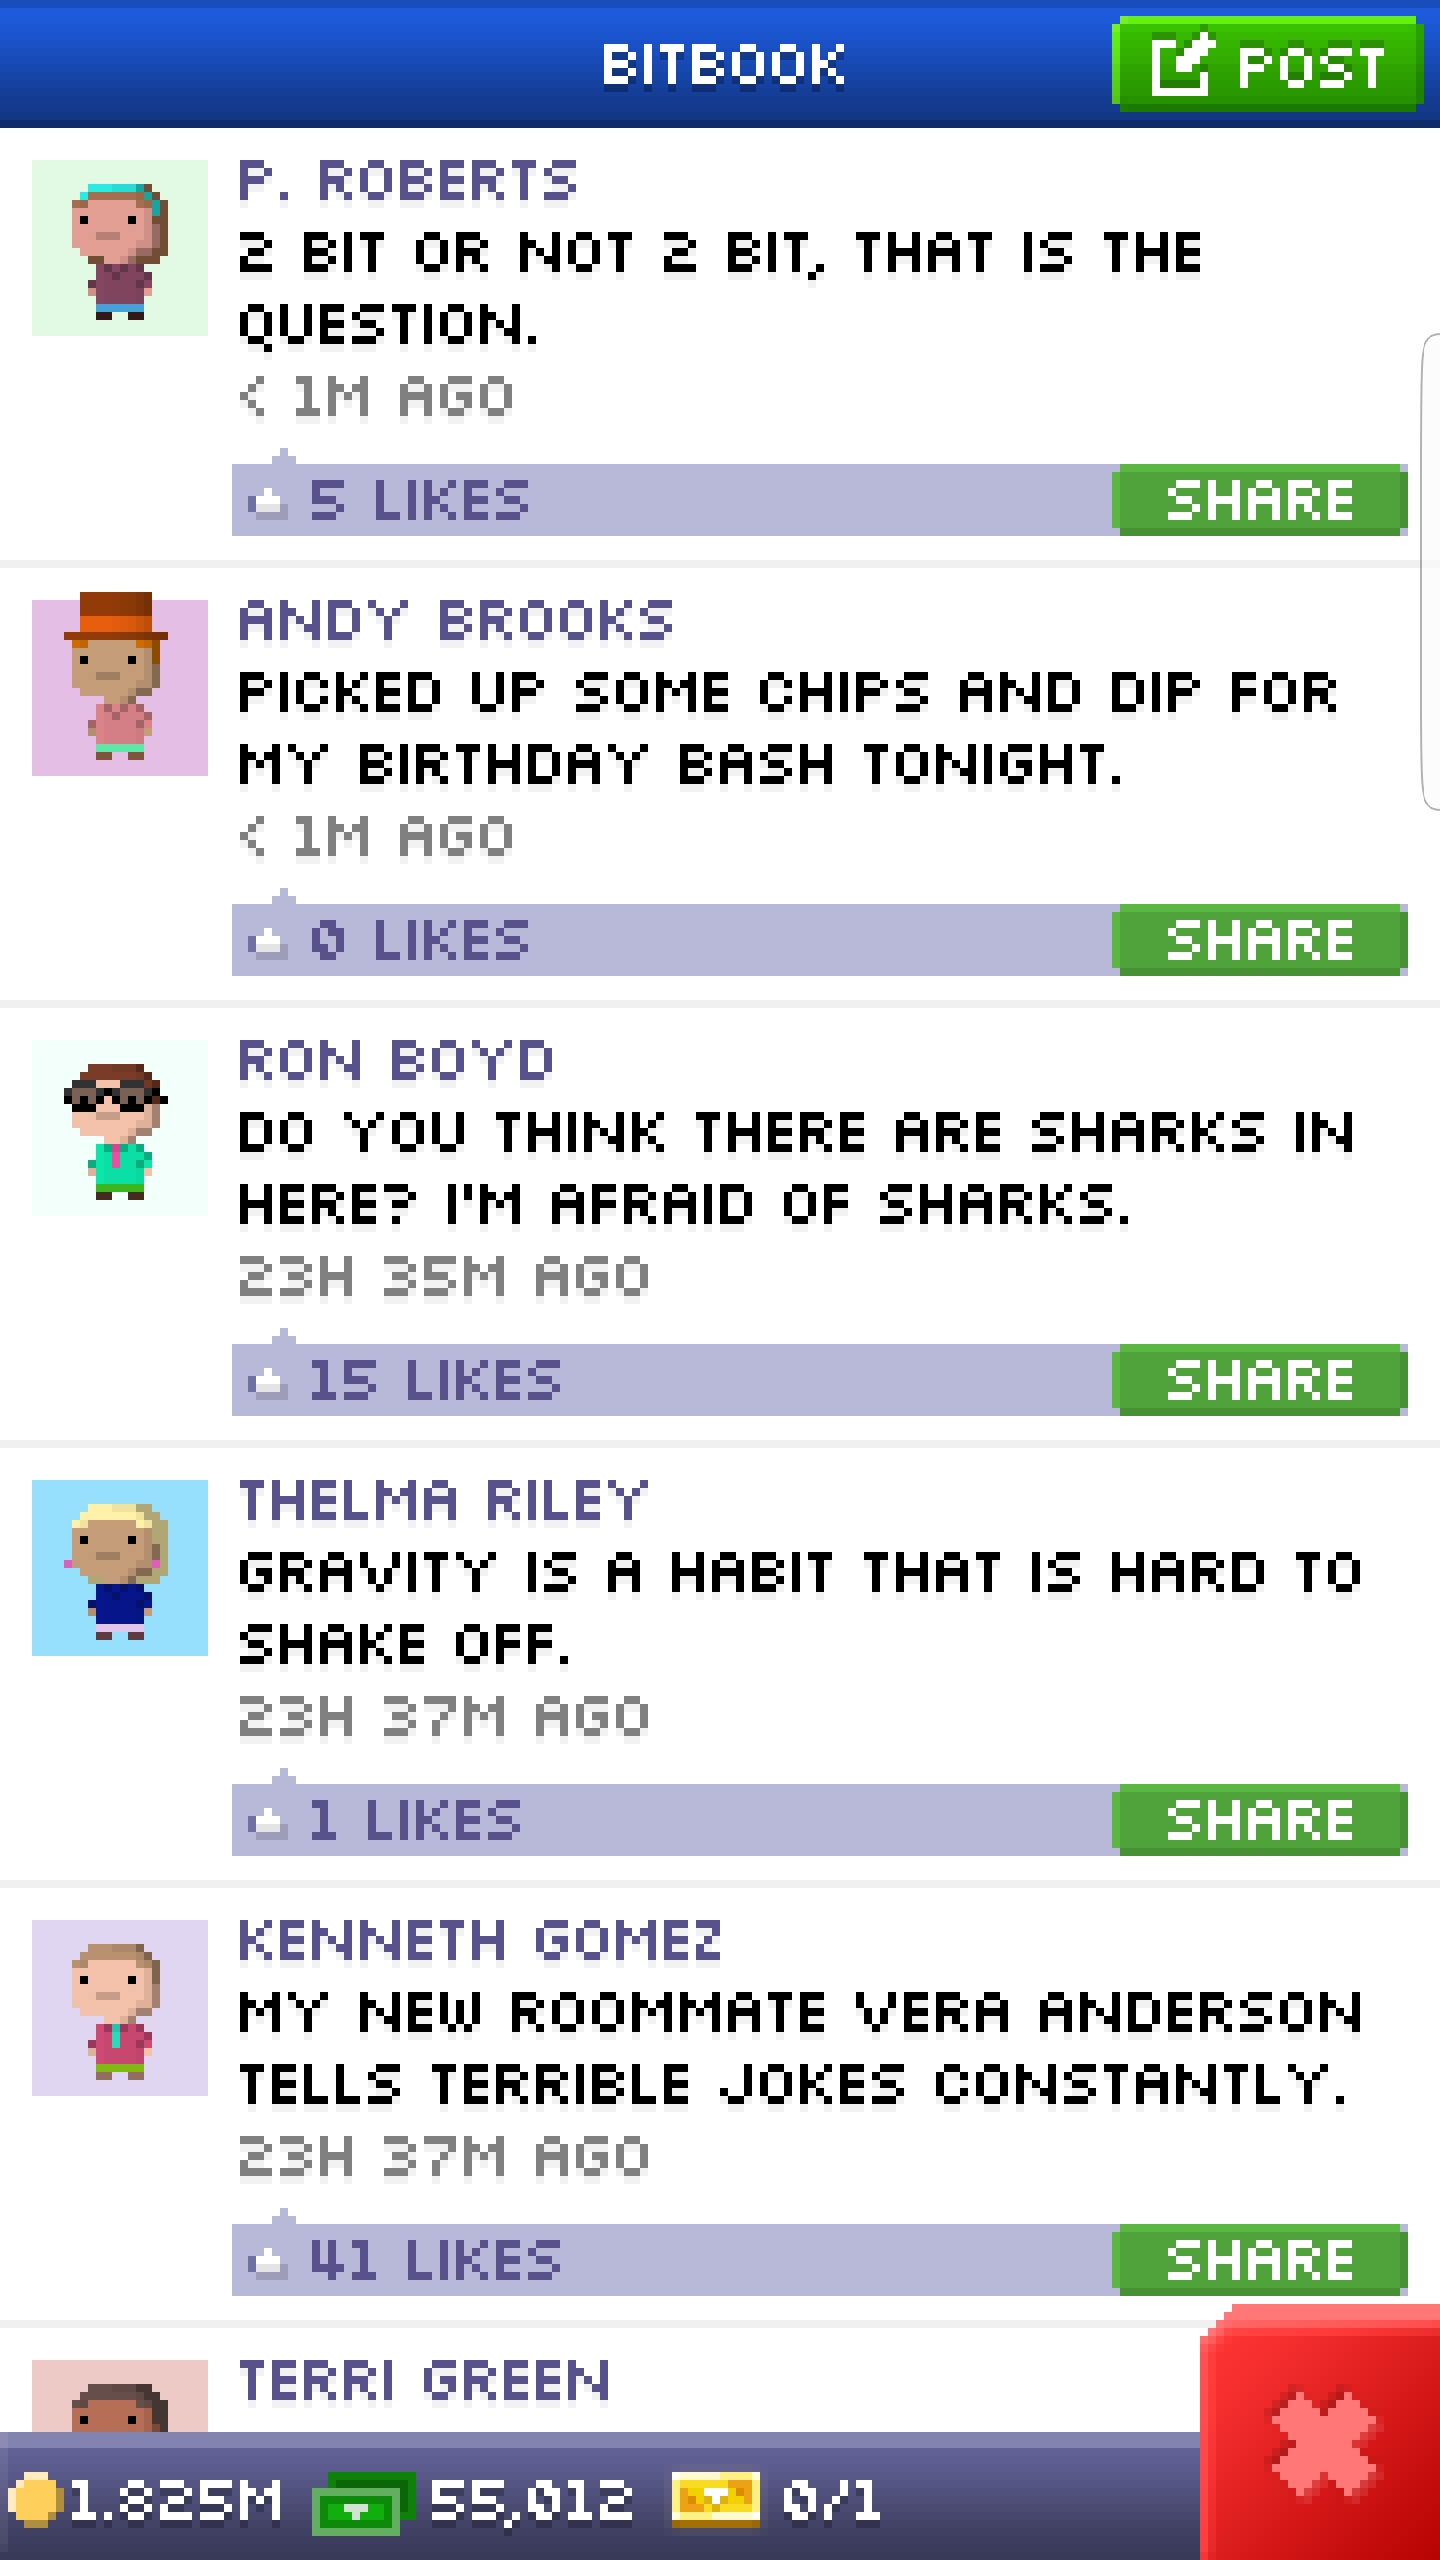 BITBOOK
POST
P. ROBERTS
2 BIT OR NOT 2 BIT, THAT IS THE
QUESTION.
< 1M AGO
5 LIKES
SHARE
ANDY BROOKS
PICKED UP SOME CHIPS AND DIP FOR
MY BIRTHDAY BASH TONIGHT.
< 1M AGO
0 LIKES
SHARE
RON BOYD
DO YOU THINK THERE ARE SHARKS IN
HERE? I'M AFRAID OF SHARKS.
23H 35M AGO
15 LIKES
SHARE
THELMA RILEY
GRAVITY IS A HABIT THAT IS HARD TO
SHAKE OFF.
23H 37M AGO
1 LIKES
SHARE
KENNETH GOMEZ
MY NEW ROOMMATE VERA ANDERSON
TELLS TERRIBLE JOKES CONSTANTLY.
23H 37M AGO
41 LIKES
SHARE
TERRI GREEN
1.825M 55,012 0/1